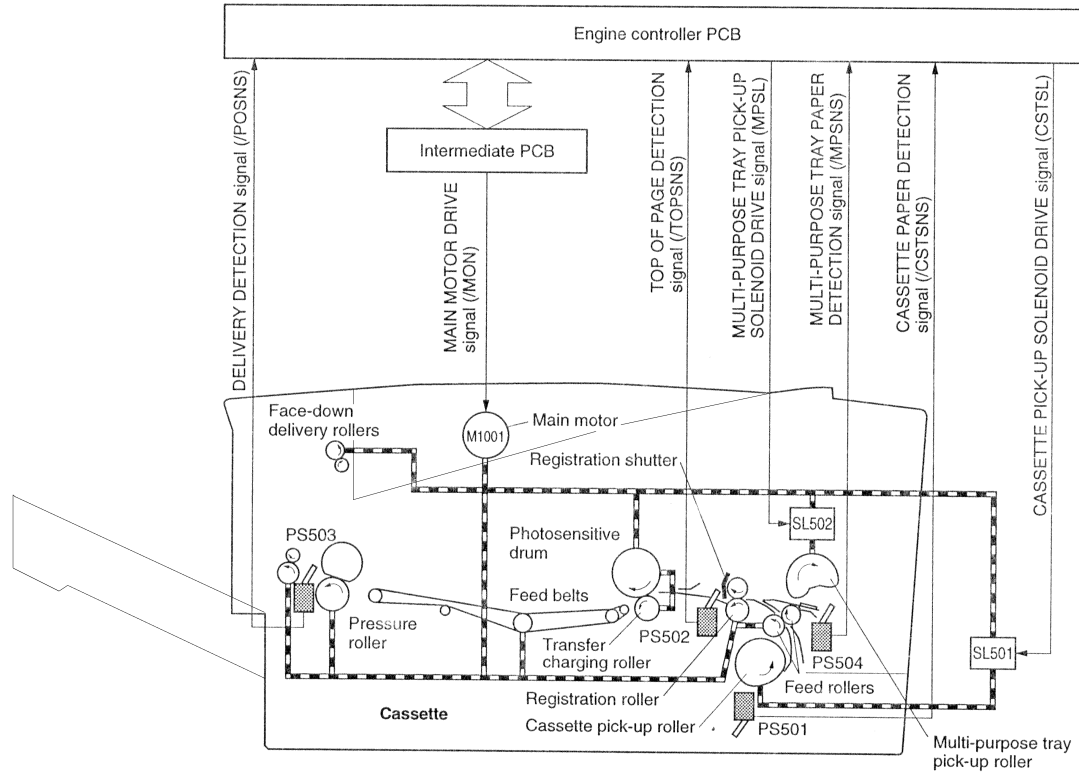 Engine controller PCB
Intermediate PCB
DELIVERY DETECTION signal (/POSNS)
MAIN MOTOR DRIVE
signal (/MON)
TOP OF PAGE DETECTION
signal (/TOPSNS)
MULTI-PURPOSE TRAY PICK-UP
SOLENOID DRIVE signal (MPSL)
MULTI-PURPOSE TRAY PAPER
DETECTION signal (/MPSNS)
CASSETTE PAPER DETECTION
signal (/CSTSNS)
CASSETTE PICK-UP SOLENOID DRIVE signal (CSTSL)
Face-down
delivery rollers
M1001
Main motor
Registration shutter
PS503
Photosensitive
drum
SL502
Feed belts
Pressure
roller
Transfer
charging roller
PS502
PS504
SL501
Registration roller
Feed rollers
Cassette
Cassette pick-up roller
PS501
Multi-purpose tray
pick-up roller